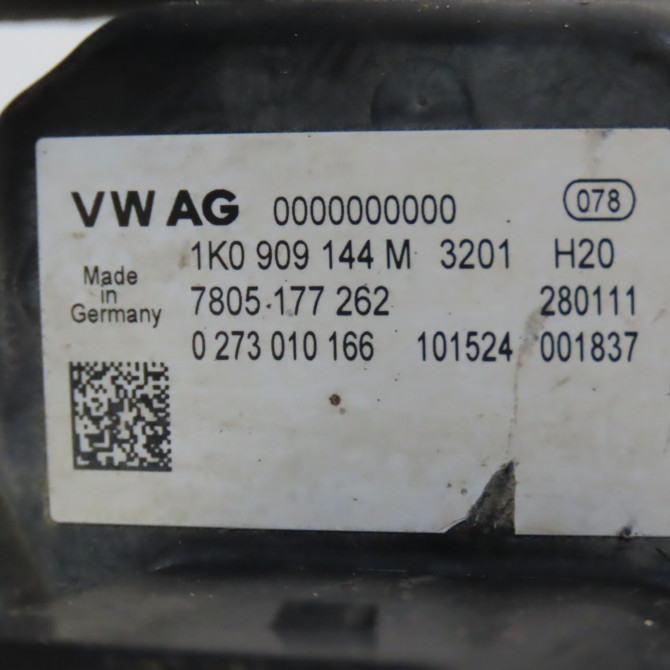 VW AG 0000000000 078
1K0 909 144 M 3201 H20
Made
in
Germany
7805 177 262 280111
0 273 010 166 101524 001837